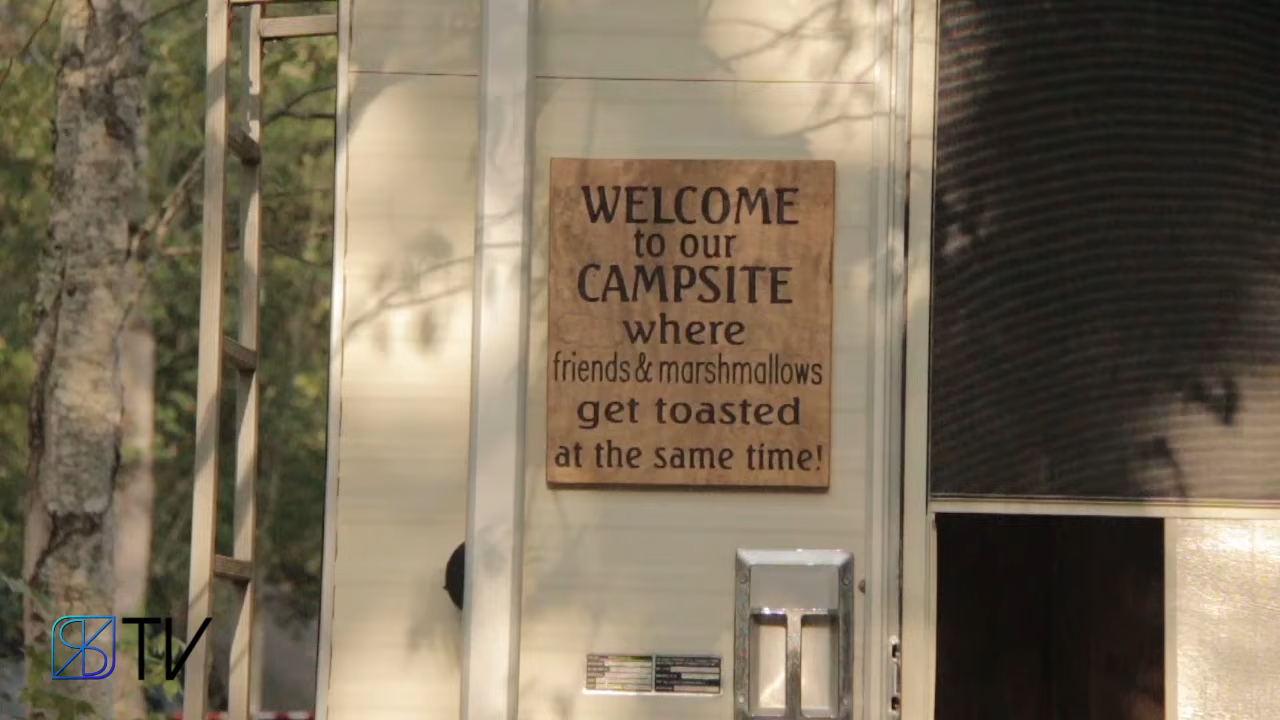 WELCOME
to our
CAMPSITE
where
friends & marshmallows
get toasted
at the same time!
TV